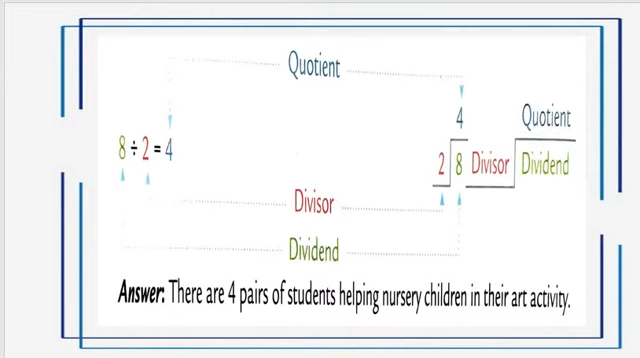 Quotient
4 Quotient
8 ÷ 2 = 4
2 8 Divisor Dividend
Divisor
Dividend
Answer: There are 4 pairs of students helping nursery children in their art activity.